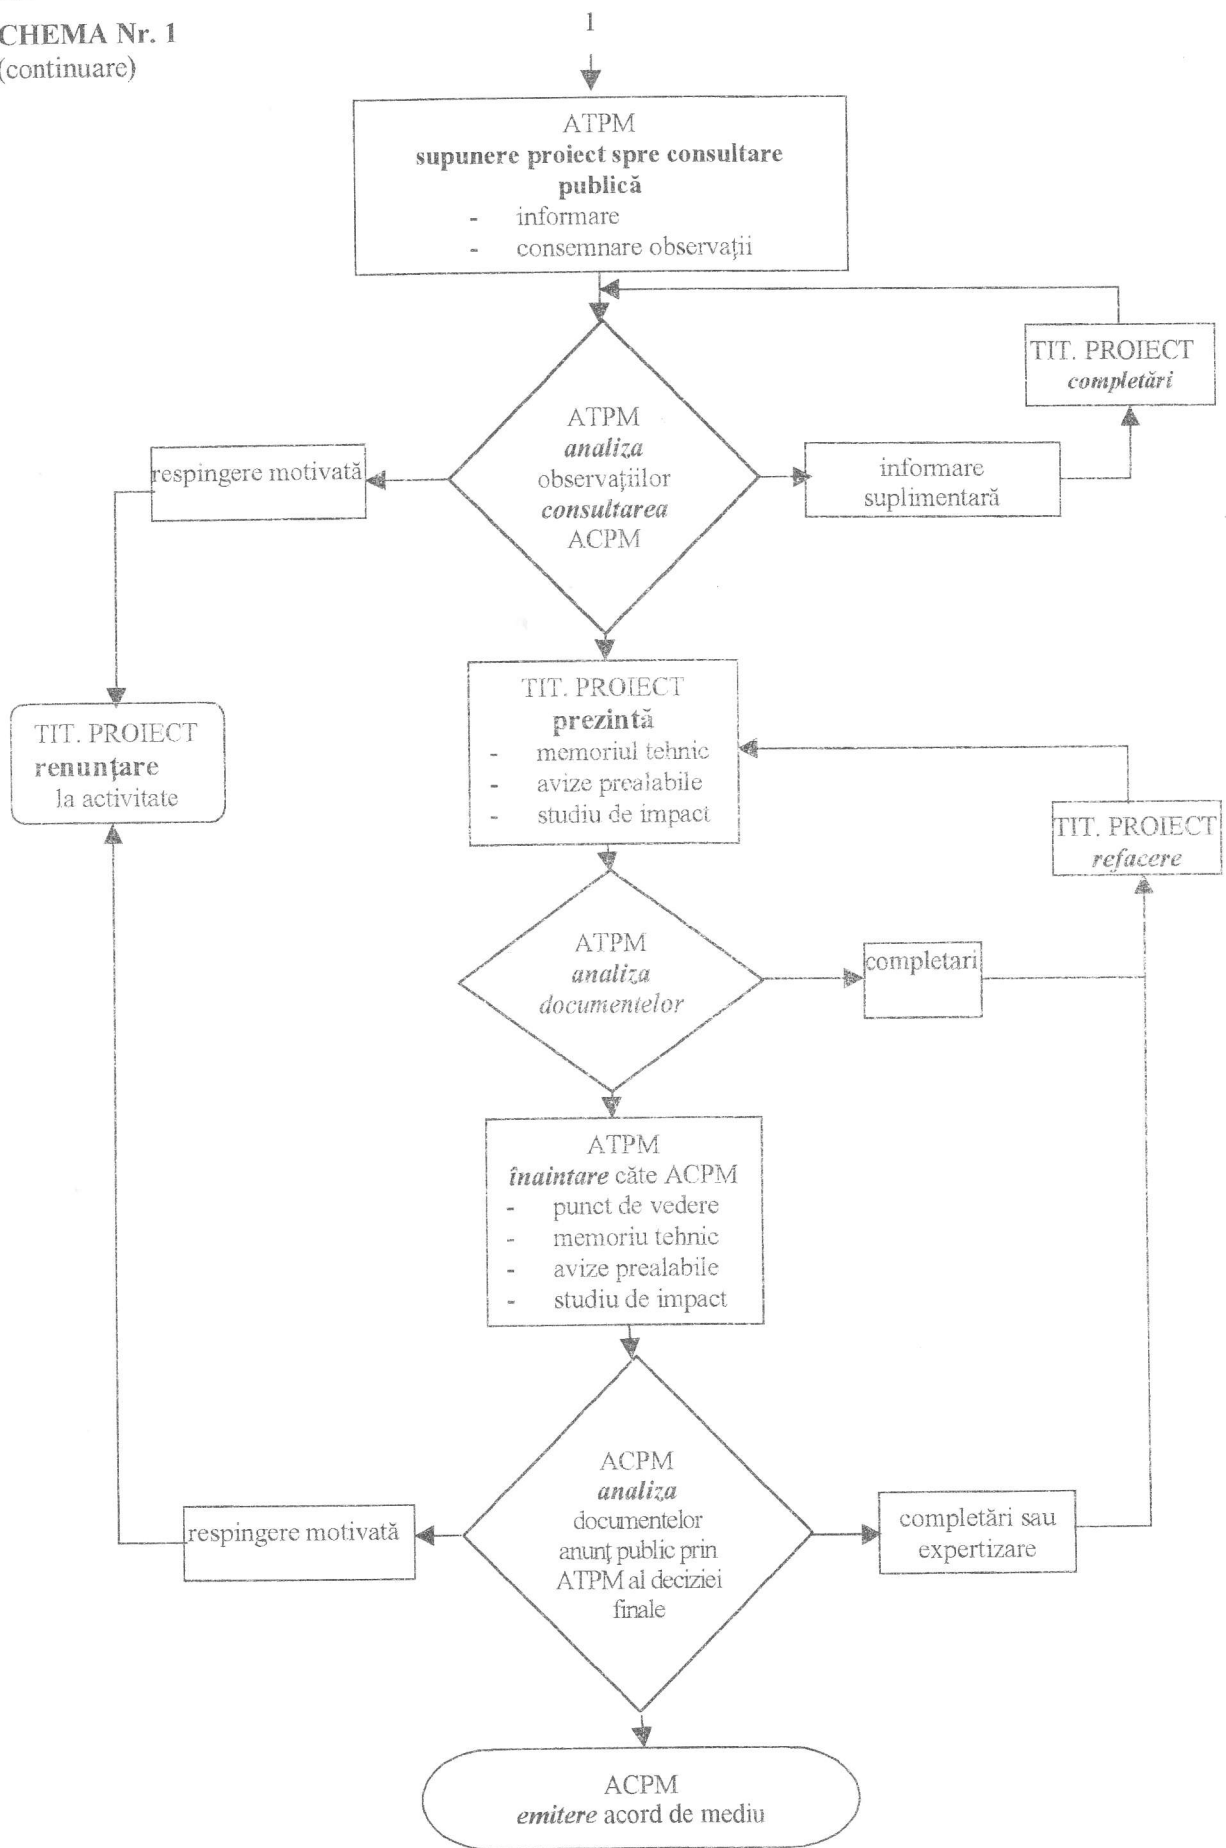 CHEMA Nr. 1
(continuare)
1
ATPM
supunere proiect spre consultare
publică
- informare
- consemnare observații
TIT. PROIECT
completări
ATPM
analiza
observațiilor
consultarea
ACPM
respingere motivată
informare
suplimentară
TIT. PROIECT
prezintă
- memoriul tehnic
- avize prealabile
- studiu de impact
TIT. PROIECT
renunțare
la activitate
TIT. PROIECT
refacere
ATPM
analiza
documentelor
completari
ATPM
înaintare căte ACPM
- punct de vedere
- memoriu tehnic
- avize prealabile
- studiu de impact
ACPM
analiza
documentelor
anunț public prin
ATPM al deciziei
finale
respingere motivată
completări sau
expertizare
ACPM
emitere acord de mediu